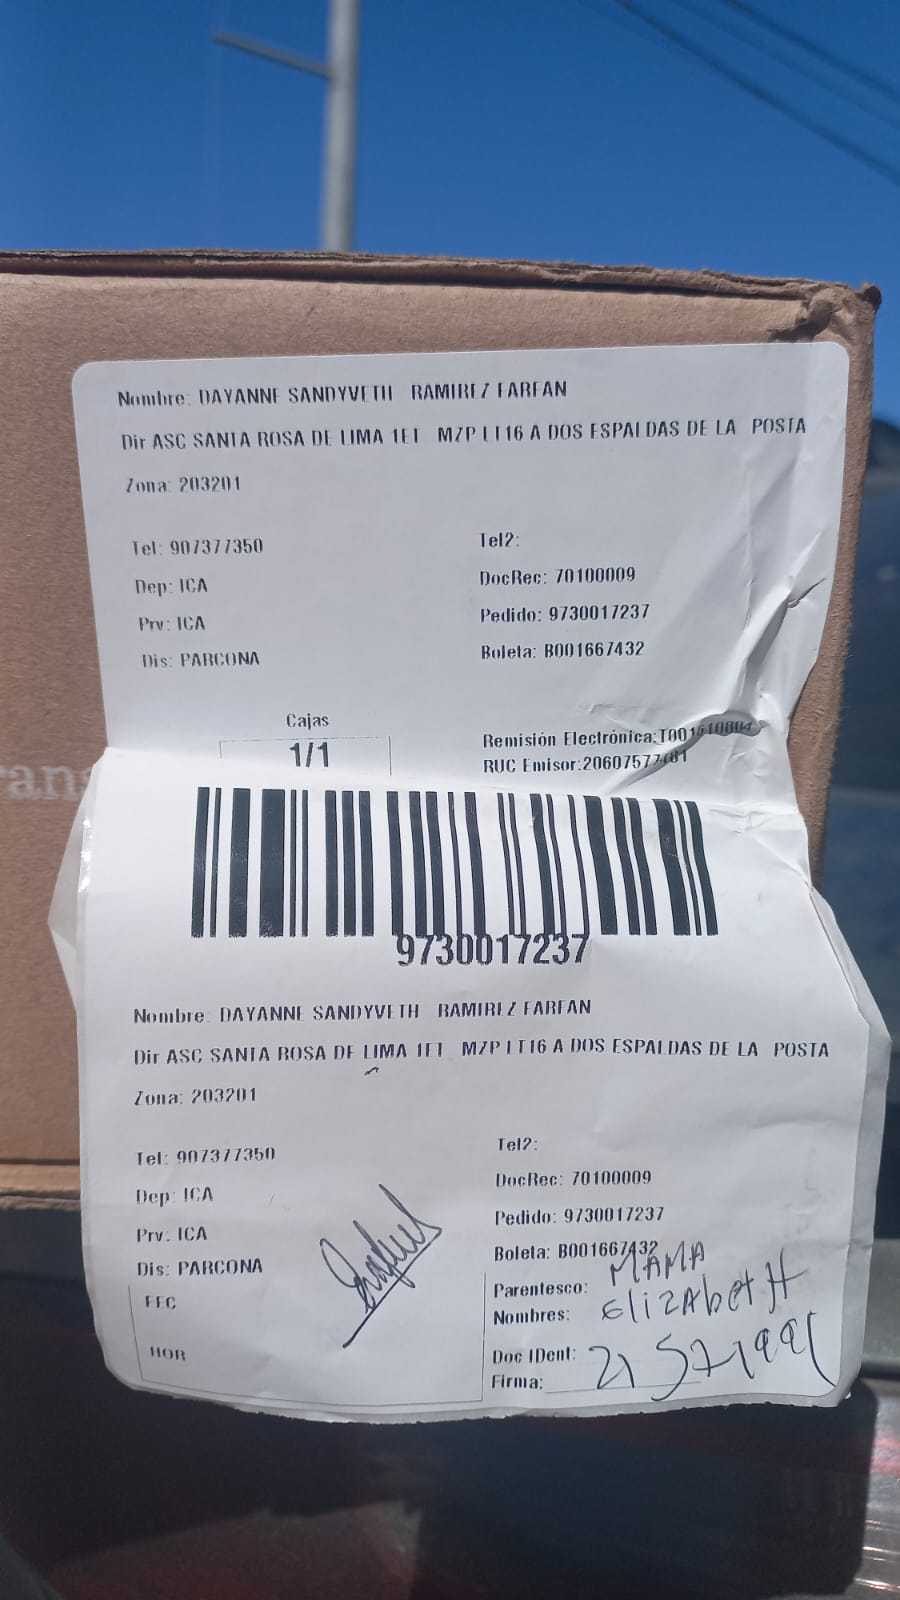 Nombre: DAYANNE SANDYVETH RAMIREZ FARFAN
Dir ASC SANTA ROSA DE LIMA 1ET MZP LT16 A DOS ESPALDAS DE LA POSTA
Zona: 203201
Tel: 907377350
Tel2:
Dep: ICA
DocRec: 70100009
Prv: ICA
Pedido: 9730017237
Dis: PARCONA
Boleta: B001667432
Cajas
1/1
Remisión Electrónica:
RUC Emisor:
9730017237
Nombre: DAYANNE SANDYVETH RAMIREZ FARFAN
Dir ASC SANTA ROSA DE LIMA 1ET MZP LT16 A DOS ESPALDAS DE LA POSTA
Zona: 203201
Tel: 907377350
Tel2:
Dep: ICA
DocRec: 70100009
Prv: ICA
Pedido: 9730017237
Dis: PARCONA
Boleta: B001667432
FEC
HOR
Parentesco: MAMA
Nombres: ElizAbetH
Doc IDent:
Firma: